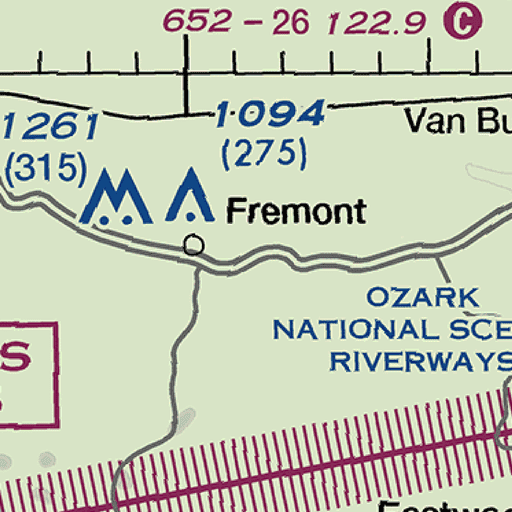 652 - 26 122.9 C
1261
(315)
1094
(275)
Van Bu
Fremont
OZARK
NATIONAL SCE
RIVERWAYS
S